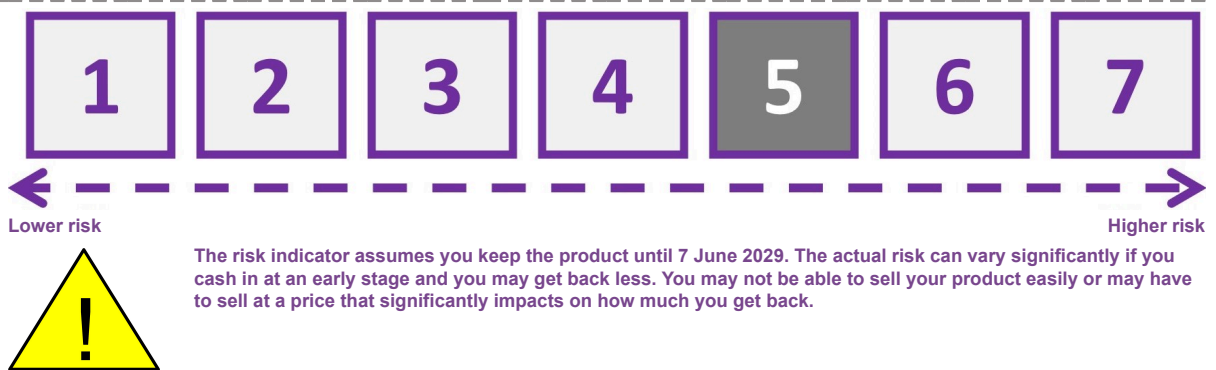 1 2 3 4 5 6 7
Lower risk Higher risk
The risk indicator assumes you keep the product until 7 June 2029. The actual risk can vary significantly if you
cash in at an early stage and you may get back less. You may not be able to sell your product easily or may have
to sell at a price that significantly impacts on how much you get back.
!